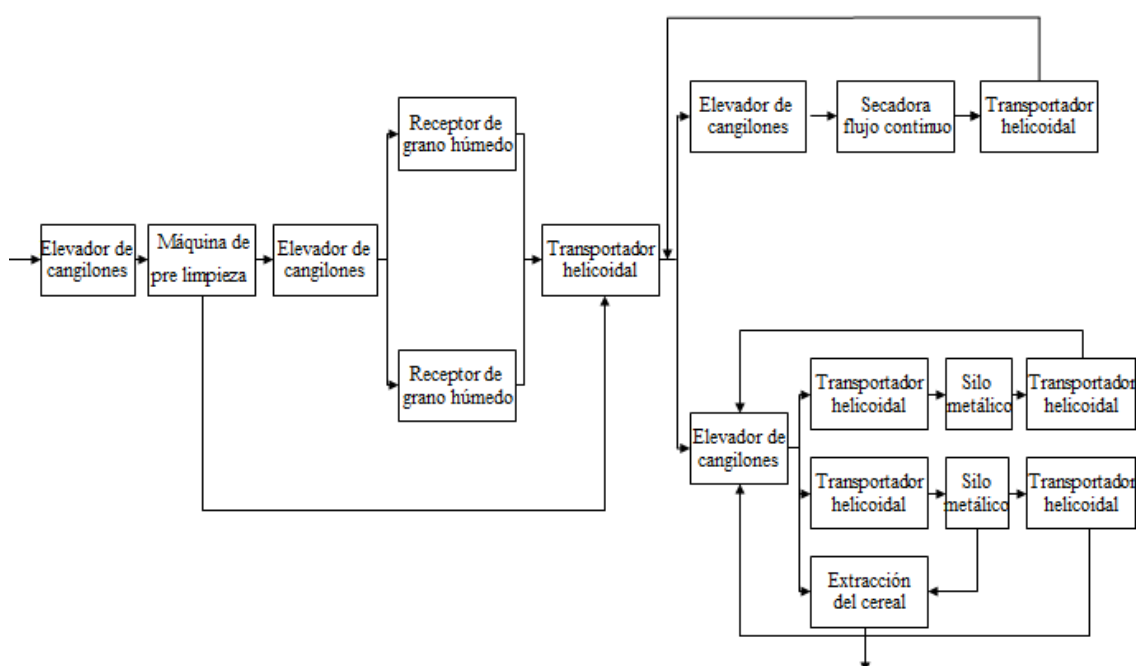 Elevador de
cangilones
Máquina de
pre limpieza
Elevador de
cangilones
Receptor de
grano húmedo
Receptor de
grano húmedo
Transportador
helicoidal
Elevador de
cangilones
Secadora
flujo continuo
Transportador
helicoidal
Elevador de
cangilones
Transportador
helicoidal
Silo
metálico
Transportador
helicoidal
Transportador
helicoidal
Silo
metálico
Transportador
helicoidal
Extracción
del cereal